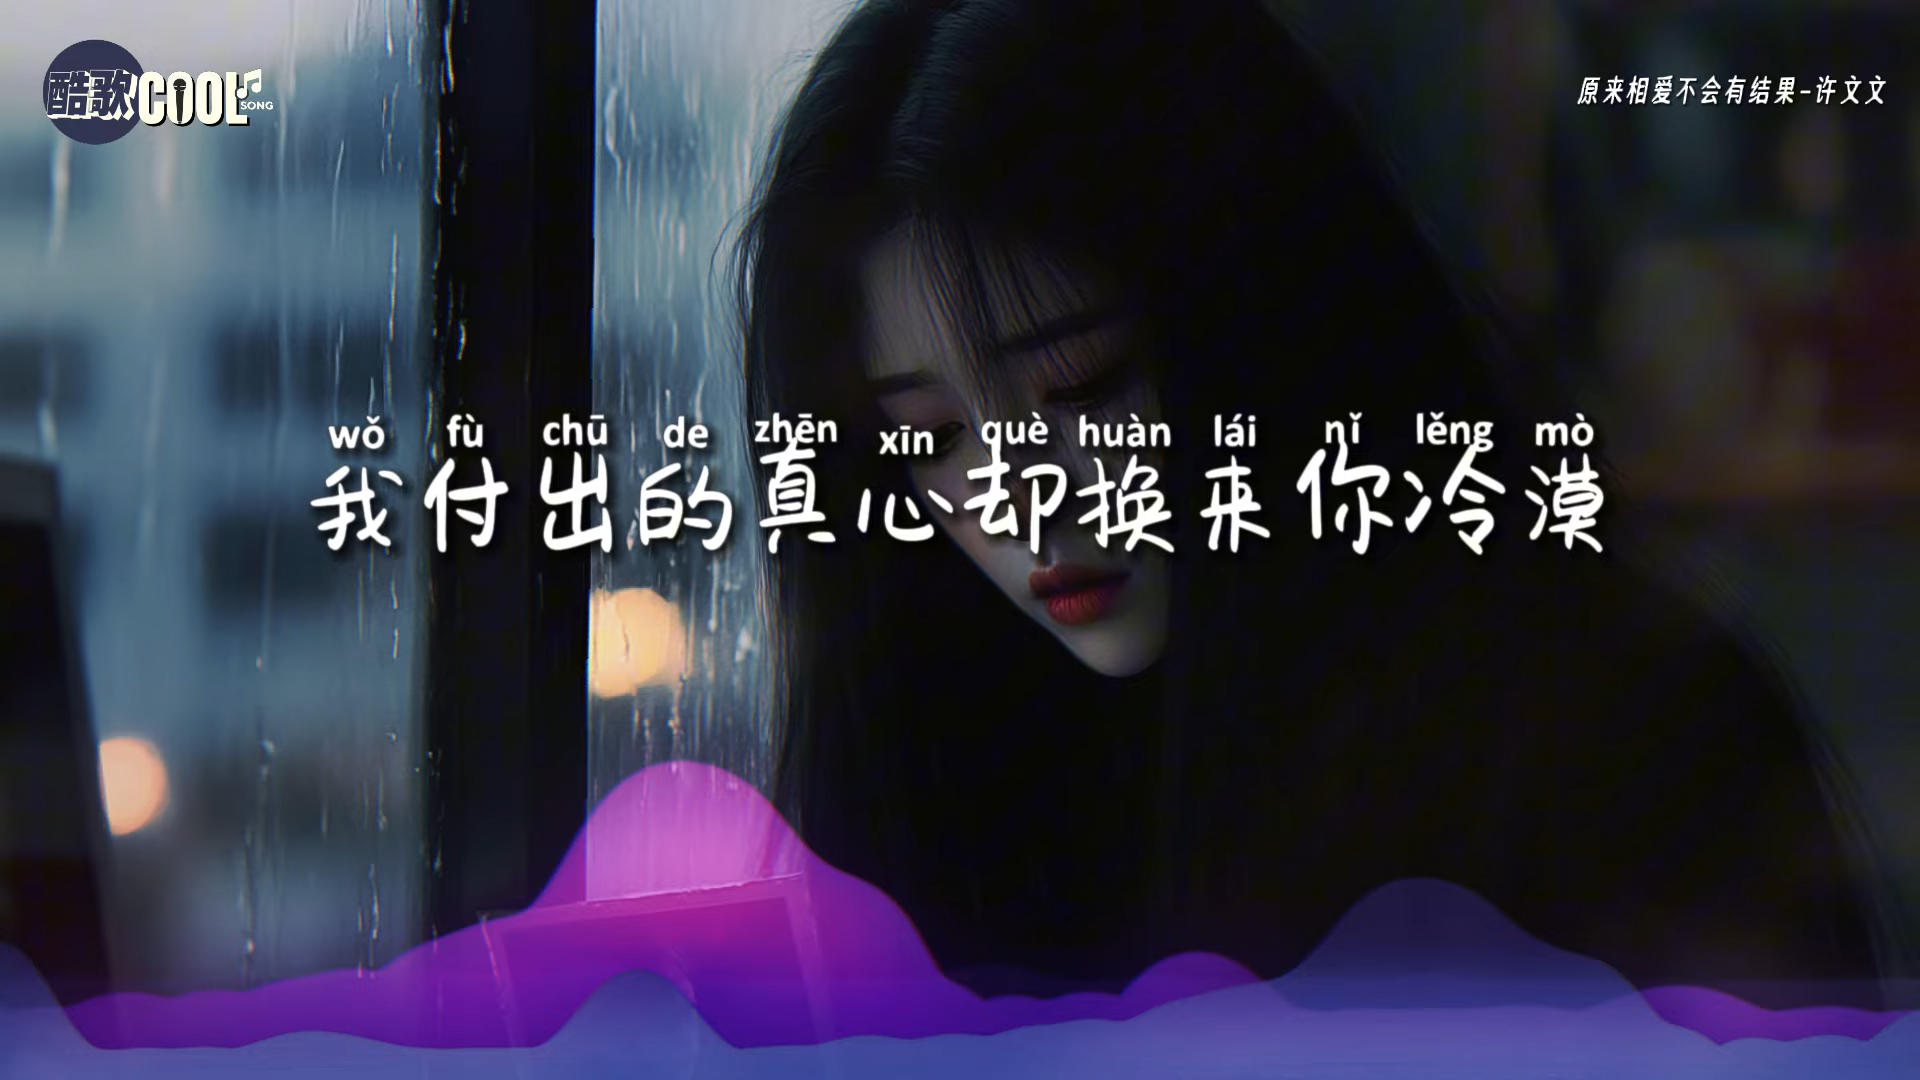 酷歌COOL
SONG
原来相爱不会有结果-许文文
wǒ fù chū de zhēn xīn què huàn lái nǐ lěng mò
我付出的真心却换来你冷漠